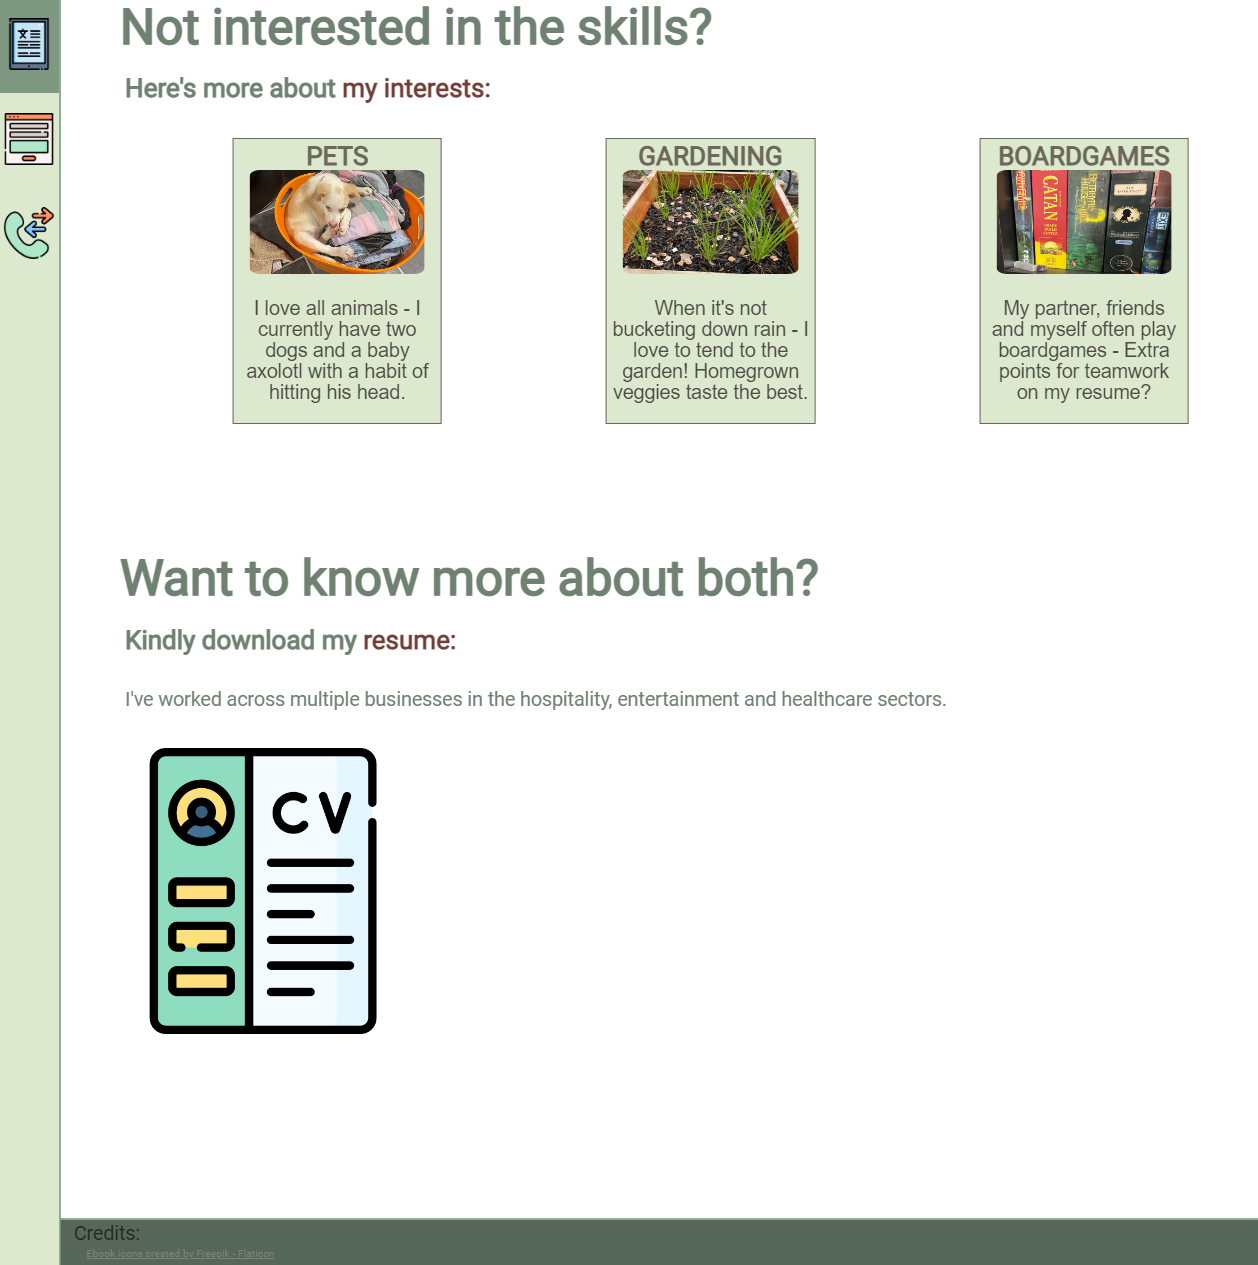 Not interested in the skills?
Here's more about my interests:
PETS
I love all animals - I
currently have two
dogs and a baby
axolotl with a habit of
hitting his head.
GARDENING
When it's not
bucketing down rain - I
love to tend to the
garden! Homegrown
veggies taste the best.
BOARDGAMES
CATAN
EXIT
My partner, friends
and myself often play
boardgames - Extra
points for teamwork
on my resume?
Want to know more about both?
Kindly download my resume:
I've worked across multiple businesses in the hospitality, entertainment and healthcare sectors.
CV
Credits:
Ebook icons created by Freepik - Flaticon